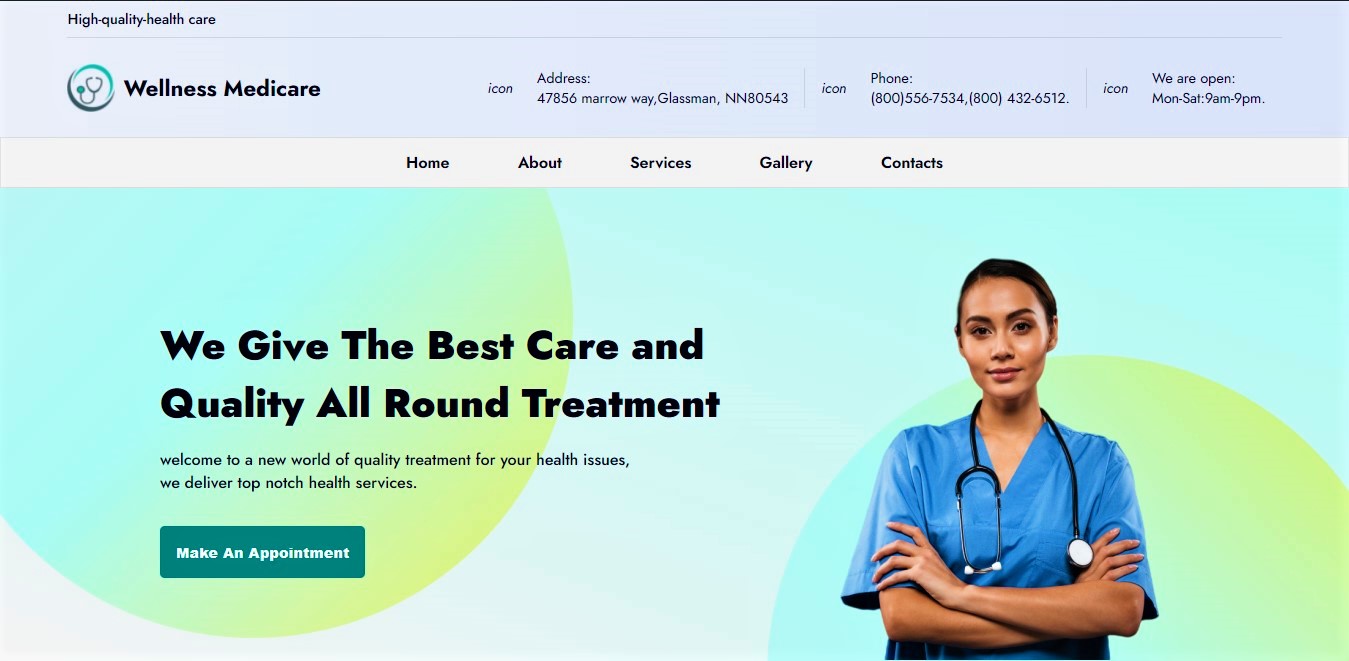 High-quality-health care
Wellness Medicare
icon
Address:
47856 marrow way,Glassman, NN80543
icon
Phone:
(800)556-7534,(800) 432-6512.
icon
We are open:
Mon-Sat:9am-9pm.
Home About Services Gallery Contacts
We Give The Best Care and
Quality All Round Treatment
welcome to a new world of quality treatment for your health issues,
we deliver top notch health services.
Make An Appointment